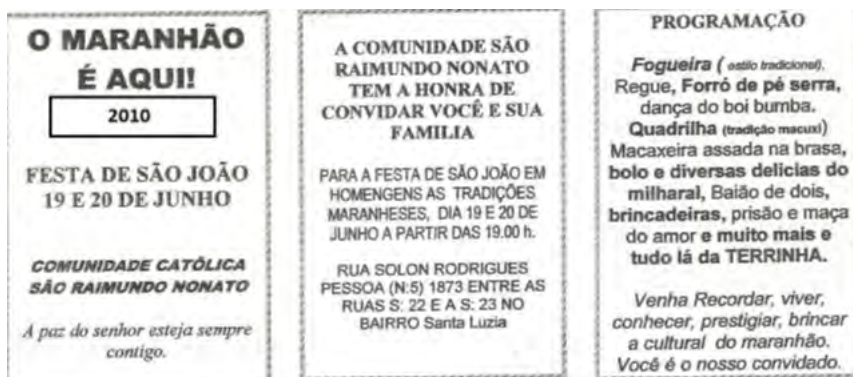 O MARANHÃO
É AQUI!
2010
FESTA DE SÃO JOÃO
19 E 20 DE JUNHO
COMUNIDADE CATÓLICA
SÃO RAIMUNDO NONATO
A paz do senhor esteja sempre
contigo.
A COMUNIDADE SÃO
RAIMUNDO NONATO
TEM A HONRA DE
CONVIDAR VOCÊ E SUA
FAMILIA
PARA A FESTA DE SÃO JOÃO EM
HOMENGENS AS TRADIÇÕES
MARANHESES, DIA 19 E 20 DE
JUNHO A PARTIR DAS 19.00 h.
RUA SOLON RODRIGUES
PESSOA (N:5) 1873 ENTRE AS
RUAS S: 22 E A S: 23 NO
BAIRRO Santa Luzia
PROGRAMAÇÃO
Fogueira ( estilo tradicional),
Regue, Forró de pé serra,
dança do boi bumba.
Quadrilha (tradição macuxi)
Macaxeira assada na brasa,
bolo e diversas delicias do
milharal, Baião de dois,
brincadeiras, prisão e maça
do amor e muito mais e
tudo lá da TERRINHA.
Venha Recordar, viver,
conhecer, prestigiar, brincar
a cultural do maranhão.
Você é o nosso convidado.